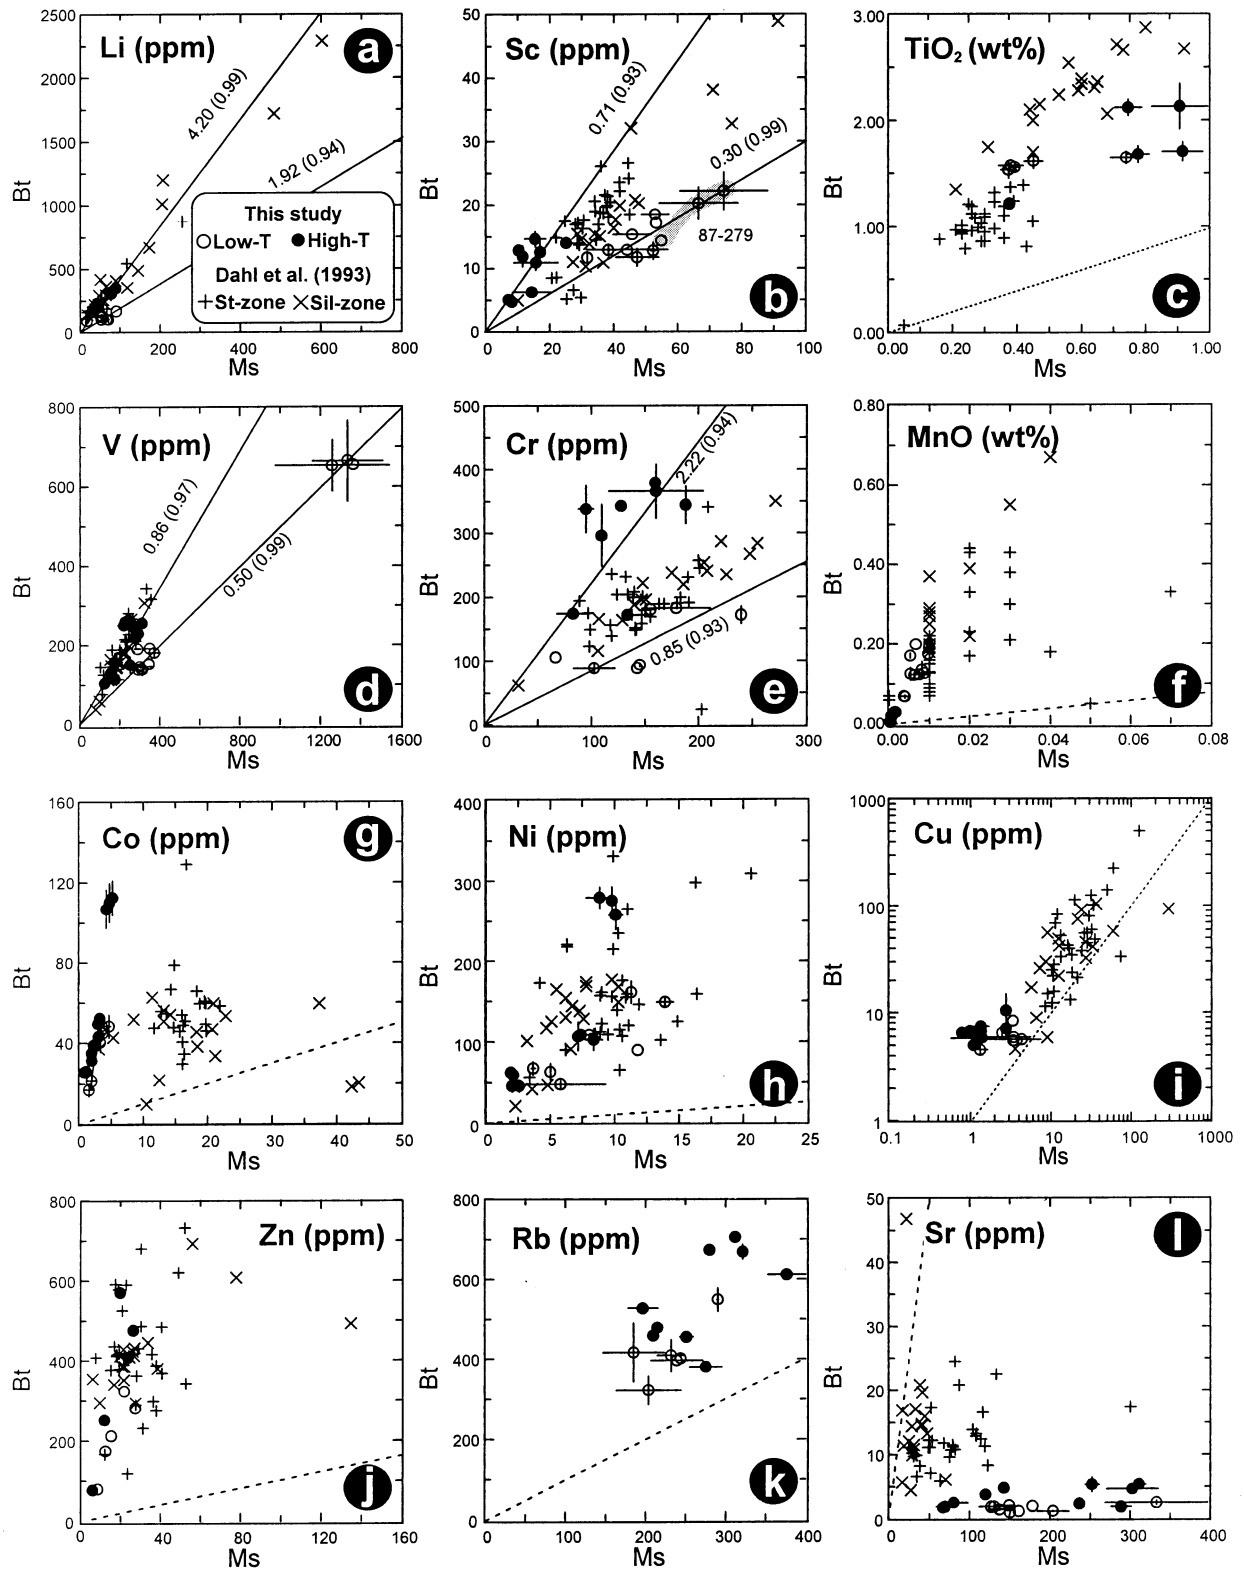 Li (ppm)
a
4.20 (0.99)
1.92 (0.94)
This study
Low-T High-T
Dahl et al. (1993)
St-zone Sil-zone
2500
2000
1500
1000
500
0
0 200 400 600 800
Bt
Ms
Sc (ppm)
b
0.71 (0.93)
0.30 (0.99)
87-279
50
40
30
20
10
0
0 20 40 60 80 100
Bt
Ms
TiO2 (wt%)
c
3.00
2.00
1.00
0.00
0.00 0.20 0.40 0.60 0.80 1.00
Bt
Ms
V (ppm)
d
0.86 (0.97)
0.50 (0.99)
800
600
400
200
0
0 400 800 1200 1600
Bt
Ms
Cr (ppm)
e
2.22 (0.94)
0.85 (0.93)
500
400
300
200
100
0
0 100 200 300
Bt
Ms
MnO (wt%)
f
0.80
0.60
0.40
0.20
0.00
0.00 0.02 0.04 0.06 0.08
Bt
Ms
Co (ppm)
g
160
120
80
40
0
0 10 20 30 40 50
Bt
Ms
Ni (ppm)
h
400
300
200
100
0
0 5 10 15 20 25
Bt
Ms
Cu (ppm)
i
1000
100
10
1
0.1 1 10 100 1000
Bt
Ms
Zn (ppm)
j
800
600
400
200
0
0 40 80 120 160
Bt
Ms
Rb (ppm)
k
800
600
400
200
0
0 100 200 300 400
Bt
Ms
Sr (ppm)
l
50
40
30
20
10
0
0 100 200 300 400
Bt
Ms